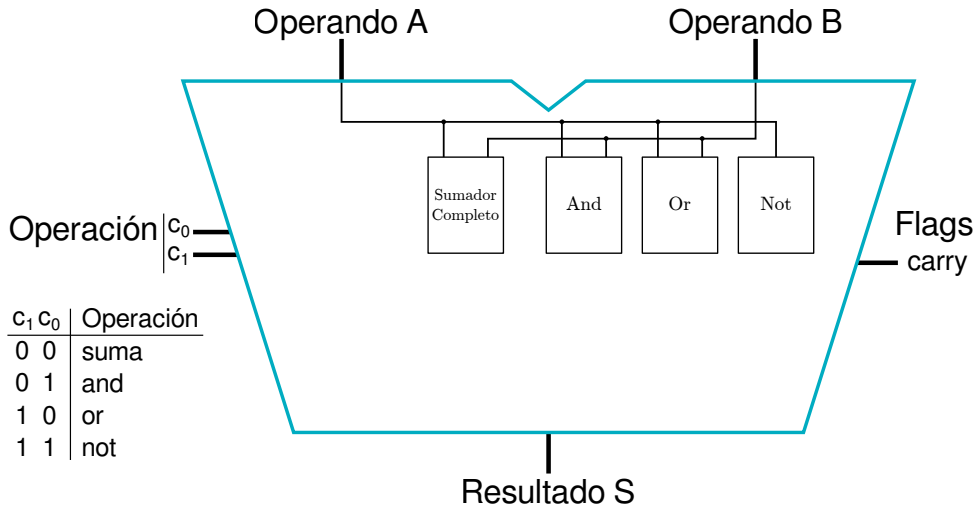 Operando A
Operando B
Sumador
Completo
And
Or
Not
Operación
c₀
c₁
Flags
carry
c₁ c₀ Operación
0 0 suma
0 1 and
1 0 or
1 1 not
Resultado S